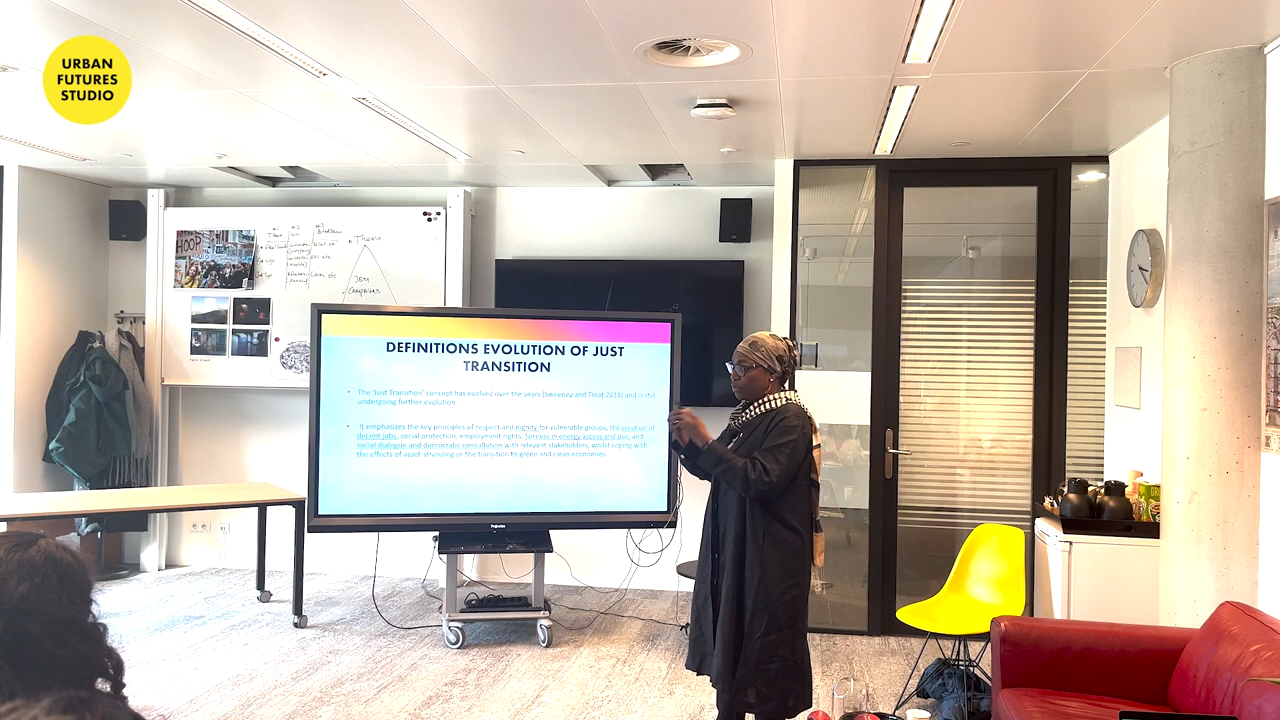 URBAN
FUTURES
STUDIO
HOOP
Thesis
JEM
CAMPAITES
DEFINITIONS EVOLUTION OF JUST
TRANSITION
• The 'Just Transition' concept has evolved over the years (Sweeney and Treat 2018) and is still
undergoing further evolution.
• It emphasizes the key principles of respect and dignity for vulnerable groups, the creation of
decent jobs, social protection, employment rights, fairness in energy access and use, and
social dialogue and democratic consultation with relevant stakeholders, whilst coping with
the effects of asset-stranding or the transition to green and clean economies.